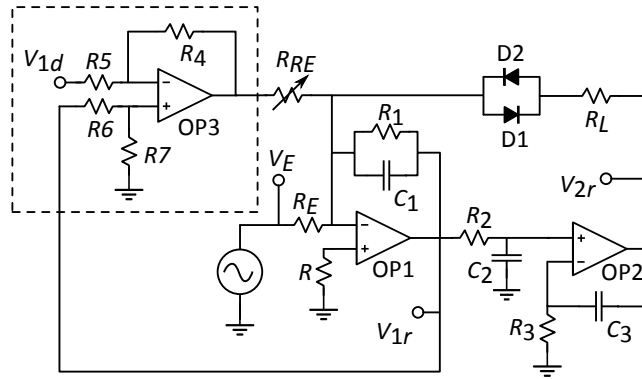 V1d
R5
R4
RRE
D2
R6
OP3
R7
D1
RL
R1
VE
C1
V2r
RE
R2
OP1
R
C2
OP2
R3
C3
V1r
−
+
−
+
+
−